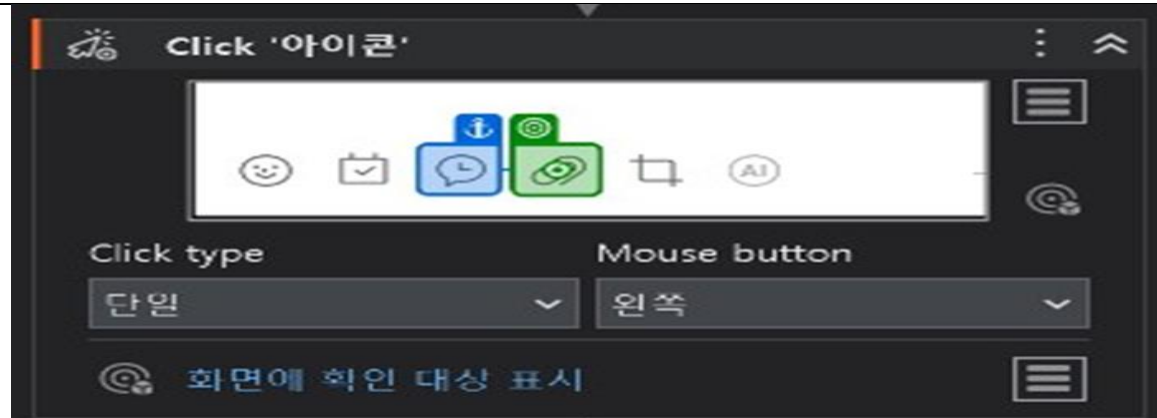 Click '아이콘'
AI
Click type
Mouse button
단일
왼쪽
화면에 확인 대상 표시